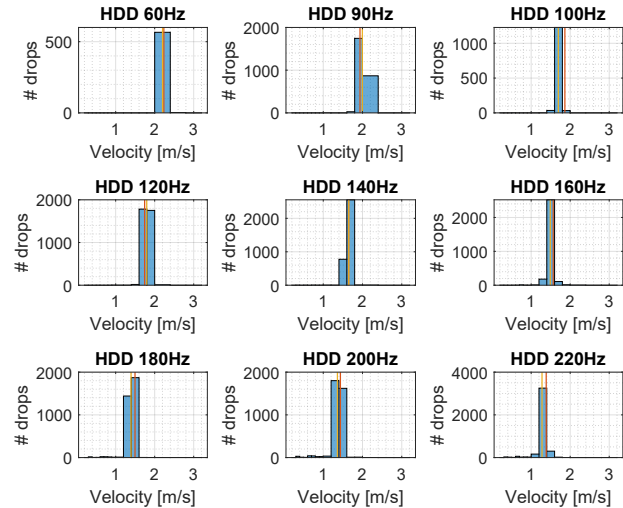 HDD 60Hz
500
0
# drops
1 2 3
Velocity [m/s]
HDD 90Hz
2000
1000
0
# drops
1 2 3
Velocity [m/s]
HDD 100Hz
1000
500
0
# drops
1 2 3
Velocity [m/s]
HDD 120Hz
2000
1000
0
# drops
1 2 3
Velocity [m/s]
HDD 140Hz
2000
1000
0
# drops
1 2 3
Velocity [m/s]
HDD 160Hz
2000
1000
0
# drops
1 2 3
Velocity [m/s]
HDD 180Hz
2000
1000
0
# drops
1 2 3
Velocity [m/s]
HDD 200Hz
2000
1000
0
# drops
1 2 3
Velocity [m/s]
HDD 220Hz
4000
2000
0
# drops
1 2 3
Velocity [m/s]